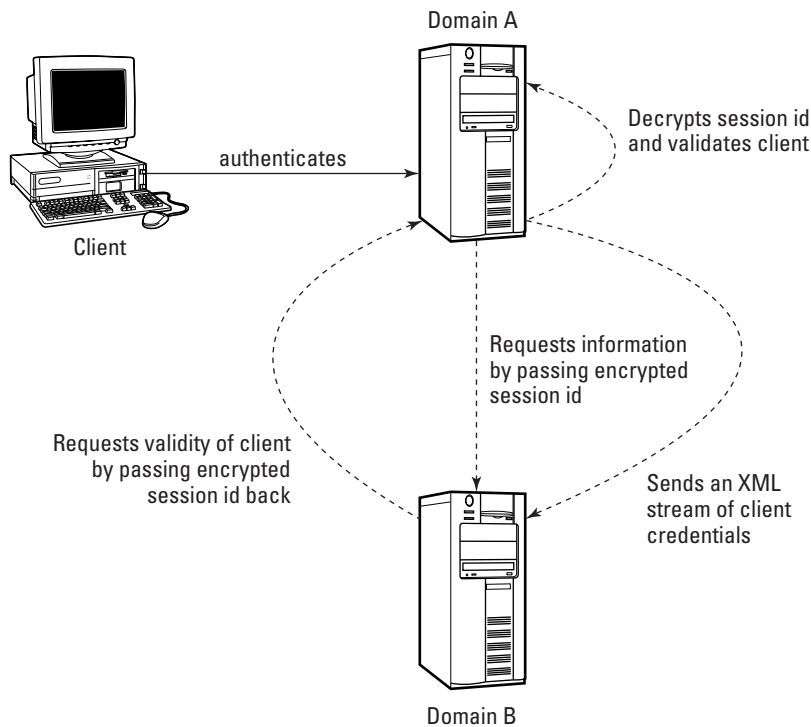 Domain A
Decrypts session id
and validates client
authenticates
Client
Requests information
by passing encrypted
session id
Requests validity of client
by passing encrypted
session id back
Sends an XML
stream of client
credentials
Domain B